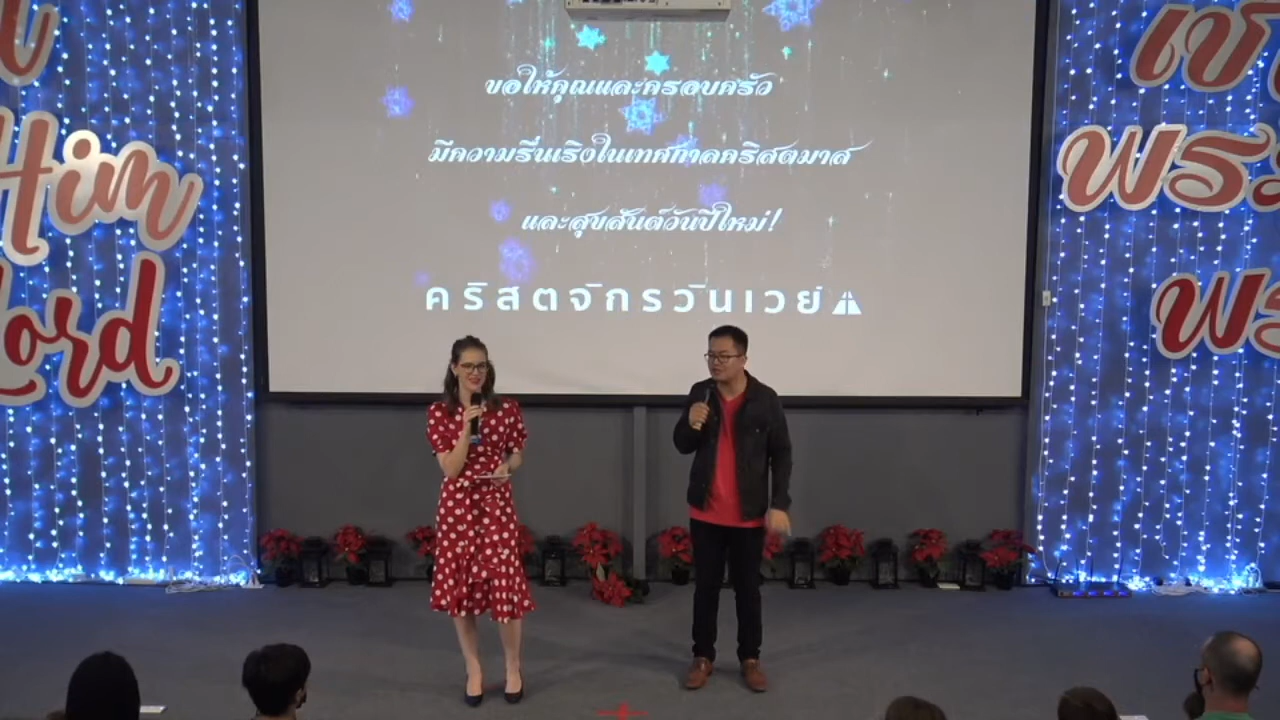 Him
Lord
ขอให้คุณและครอบครัว
มีความรื่นเริงในเทศกาลคริสตมาส
และสุขสันต์วันปีใหม่!
คริสตจักรวันเวย์